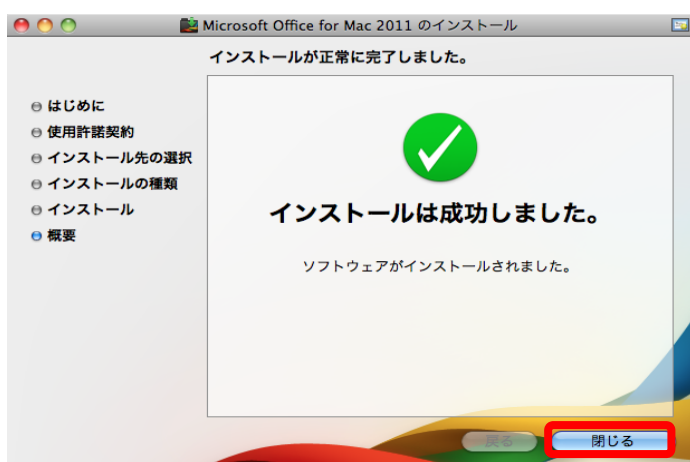 Microsoft Office for Mac 2011 のインストール
インストールが正常に完了しました。
はじめに
使用許諾契約
インストール先の選択
インストールの種類
インストール
概要
インストールは成功しました。
ソフトウェアがインストールされました。
戻る
閉じる